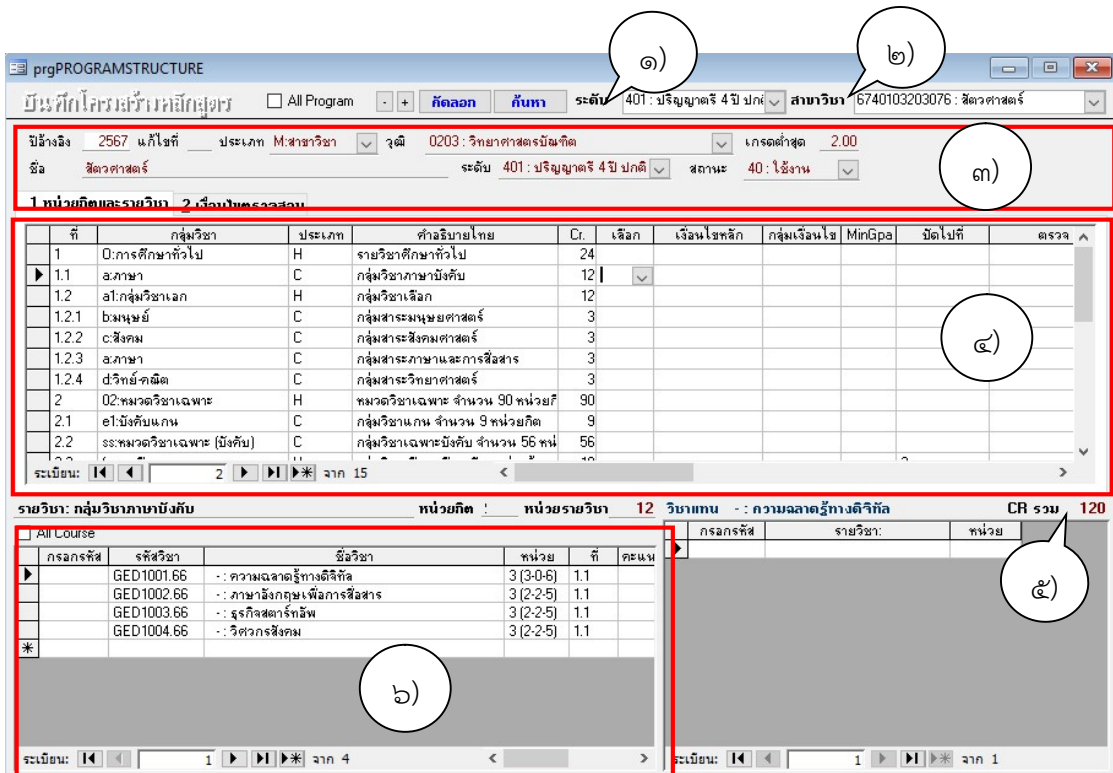 ๑)
๒)
prgPROGRAMSTRUCTURE
บันทึกโครงสร้างหลักสูตร All Program - + คัดลอก ค้นหา ระดับ 401 : ปริญญาตรี 4 ปี ปกติ สาขาวิชา 6740103203076 : สัตวศาสตร์
ปีอ้างอิง 2567 แก้ไขที่ ประเภท M:สาขาวิชา วุฒิ 0203 : วิทยาศาสตรบัณฑิต เกรดต่ำสุด 2.00
ชื่อ สัตวศาสตร์ ระดับ 401 : ปริญญาตรี 4 ปี ปกติ สถานะ 40 : ใช้งาน
๓)
1 หน่วยกิตและรายวิชา 2 เงื่อนไขตรวจสอบ
ที่ กลุ่มวิชา ประเภท คำอธิบายไทย Cr. เลือก เงื่อนไขหลัก กลุ่มเงื่อนไข MinGpa ปัดไปที่ ตรวจ
1 0:การศึกษาทั่วไป H รายวิชาศึกษาทั่วไป 24
1.1 a:ภาษา C กลุ่มวิชาภาษาบังคับ 12
1.2 a1:กลุ่มวิชาเลก H กลุ่มวิชาเลือก 12
1.2.1 b:มนุษย์ C กลุ่มสาระมนุษยศาสตร์ 3
1.2.2 c:สังคม C กลุ่มสาระสังคมศาสตร์ 3
1.2.3 a:ภาษา C กลุ่มสาระภาษาและการสื่อสาร 3
1.2.4 d:วิทย์-คณิต C กลุ่มสาระวิทยาศาสตร์ 3
๔)
2 02:หมวดวิชาเฉพาะ H หมวดวิชาเฉพาะ จำนวน 90 หน่วยกิ 90
2.1 e1:บังคับแกน C กลุ่มวิชาแกน จำนวน 9 หน่วยกิต 9
2.2 ss:หมวดวิชาเฉพาะ (บังคับ) C กลุ่มวิชาเฉพาะบังคับ จำนวน 56 หน่ 56
ระเบียน: 2 จาก 15
รายวิชา: กลุ่มวิชาภาษาบังคับ หน่วยกิต หน่วยรายวิชา 12 วิชาแทน - : ความฉลาดรู้ทางดิจิทัล CR รวม 120
All Course
กรอกรหัส รหัสวิชา ชื่อวิชา หน่วย ที่ คะแน
GED1001.66 - : ความฉลาดรู้ทางดิจิทัล 3 (3-0-6) 1.1
GED1002.66 - : ภาษาอังกฤษเพื่อการสื่อสาร 3 (2-2-5) 1.1
GED1003.66 - : ธุรกิจสตาร์ทอัพ 3 (2-2-5) 1.1
GED1004.66 - : วิศวกรสังคม 3 (2-2-5) 1.1
๖)
ระเบียน: 1 จาก 4
กรอกรหัส รายวิชา: หน่วย
๕)
ระเบียน: 1 จาก 1